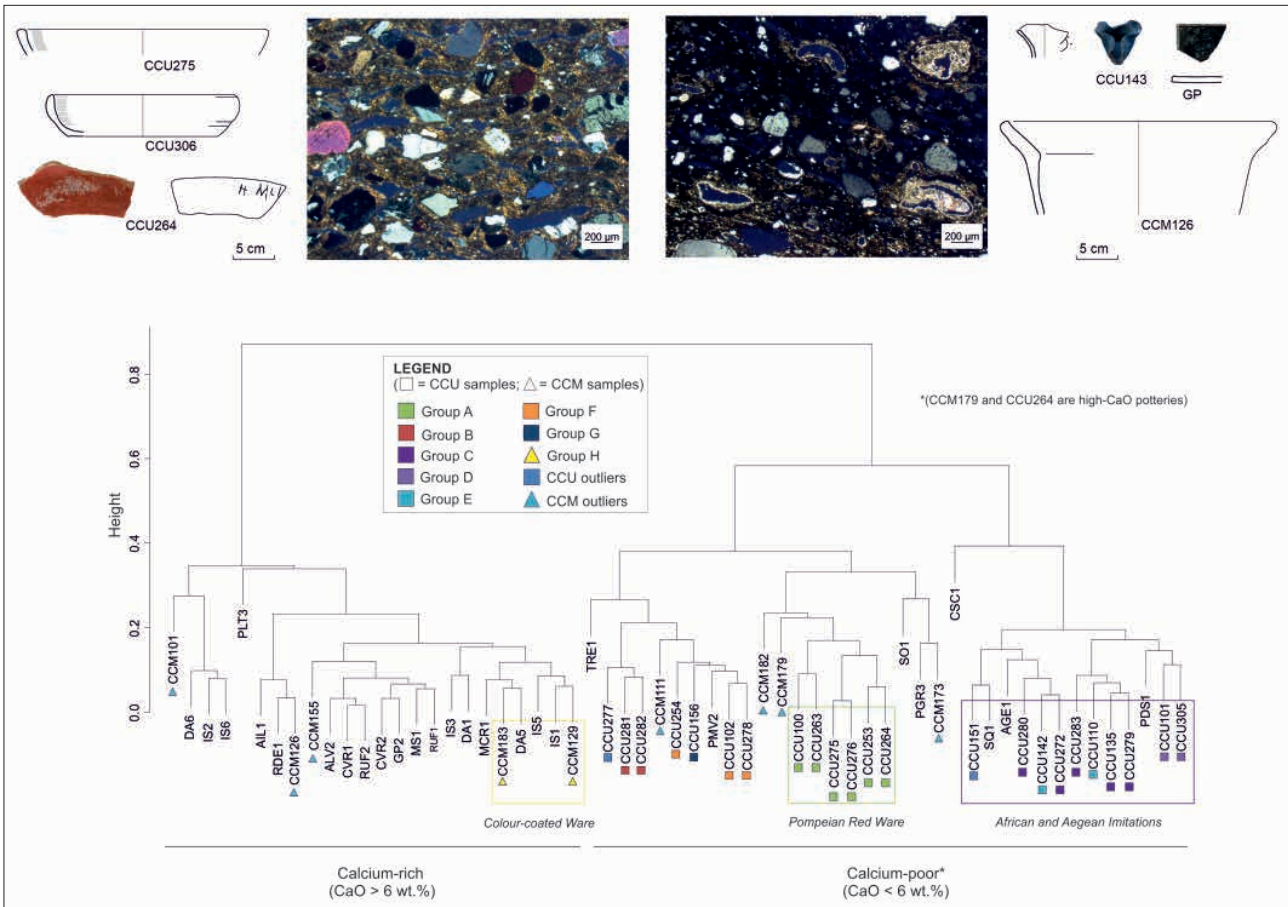 CCU275
CCU306
H MLI
CCU264
5 cm
200 µm
200 µm
CCU143
GP
CCM126
5 cm
LEGEND
(□ = CCU samples; △ = CCM samples)
Group A
Group B
Group C
Group D
Group E
Group F
Group G
Group H
CCU outliers
CCM outliers
*(CCM179 and CCU264 are high-CaO potteries)
Height
0.8
0.6
0.4
0.2
0.0
CCM101
DA6
IS2
IS6
PLT3
AIL1
RDE1
CCM126
CCM155
ALV2
CVR1
RUF2
CVR2
GP2
MS1
RUF1
IS3
DA1
MCR1
CCM183
DA5
IS5
IS1
CCM129
TRE1
CCU277
CCU281
CCU282
CCM111
CCU254
CCU156
PMV2
CCU102
CCU278
CCM182
CCM179
CCU100
CCU263
CCU275
CCU276
CCU253
CCU264
SO1
PGR3
CCM173
CSC1
CCU151
SQ1
AGE1
CCU280
CCU142
CCU272
CCU283
CCU110
CCU135
CCU279
PDS1
CCU101
CCU305
Colour-coated Ware
Pompeian Red Ware
African and Aegean Imitations
Calcium-rich
(CaO > 6 wt.%)
Calcium-poor*
(CaO < 6 wt.%)